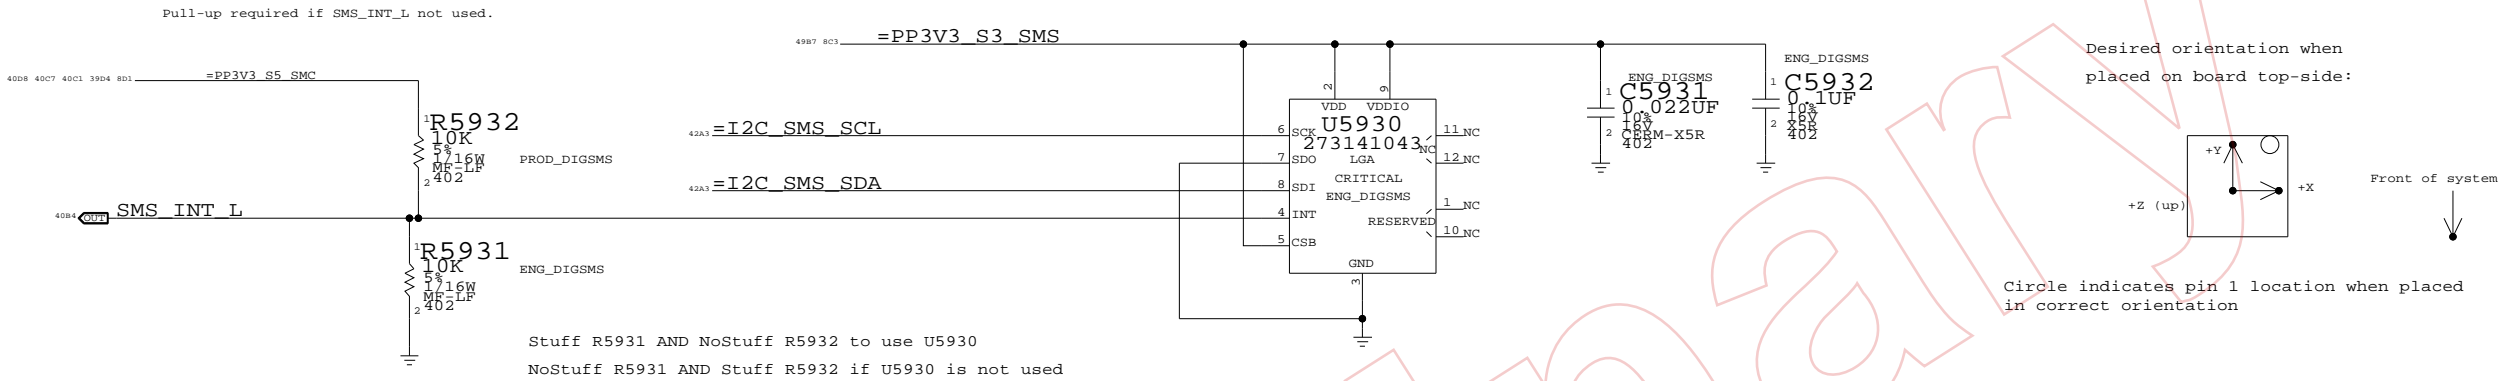 Pull-up required if SMS_INT_L not used.
49B7 8C3
=PP3V3_S3_SMS
40D8 40C7 40C1 39D4 8D1
=PP3V3_S5_SMC
1
R5932
10K
5%
1/16W
MF-LF
402
2
PROD_DIGSMS
42A3
=I2C_SMS_SCL
42A3
=I2C_SMS_SDA
40B4
OUT
SMS_INT_L
1
R5931
10K
5%
1/16W
MF-LF
402
2
ENG_DIGSMS
2
9
VDD
VDDIO
U5930
273141043
LGA
CRITICAL
ENG_DIGSMS
6
SCK
7
SDO
8
SDI
4
INT
5
CSB
NC
11
NC
12
NC
RESERVED
1
NC
10
NC
GND
3
ENG_DIGSMS
1
C5931
0.022UF
10%
16V
2
CERM-X5R
402
ENG_DIGSMS
1
C5932
0.1UF
10%
16V
2
X5R
402
Stuff R5931 AND NoStuff R5932 to use U5930
NoStuff R5931 AND Stuff R5932 if U5930 is not used
Desired orientation when
placed on board top-side:
+Y
+X
+Z (up)
Front of system
Circle indicates pin 1 location when placed
in correct orientation